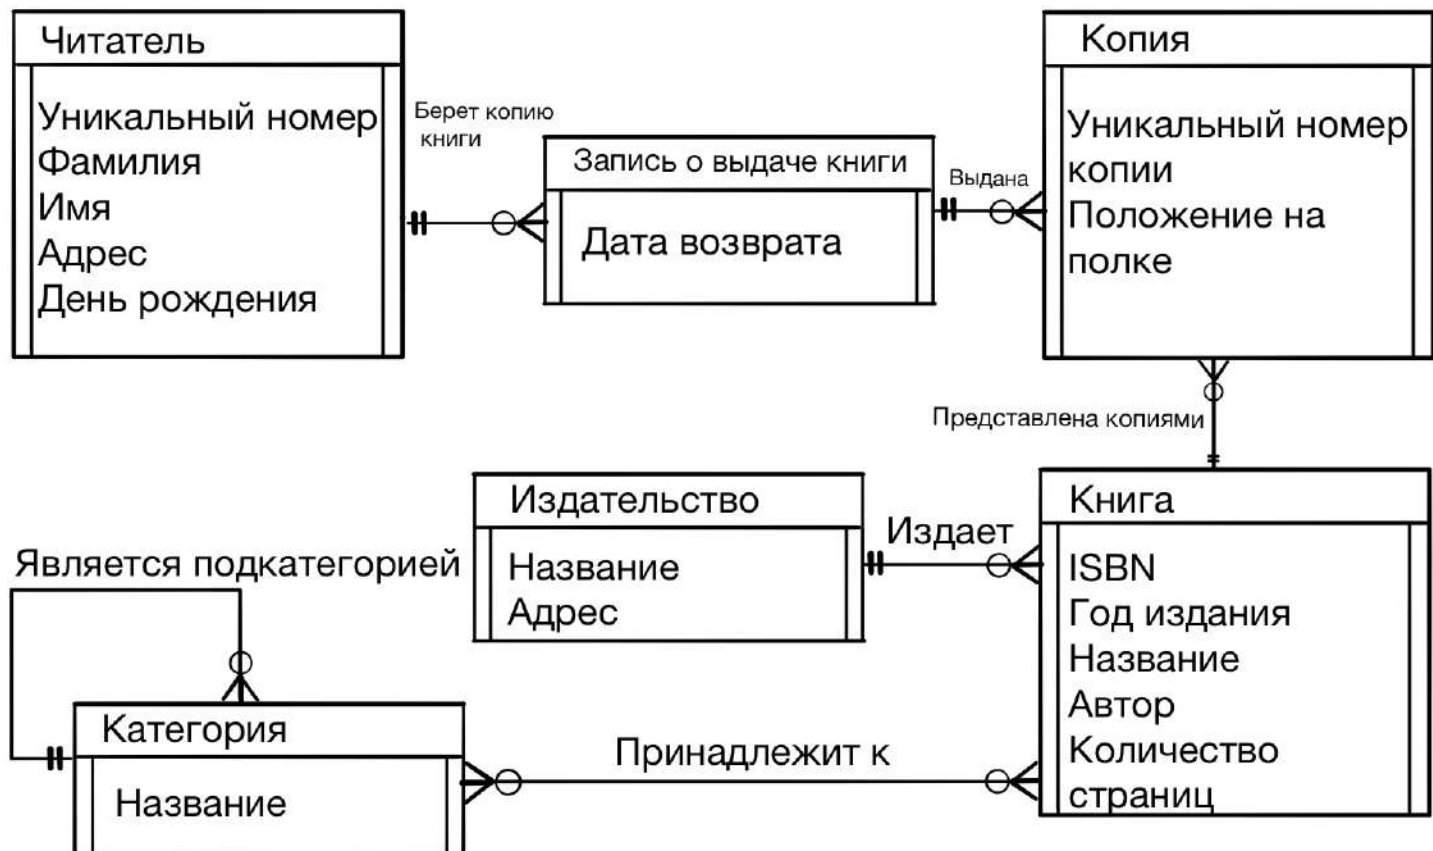 Читатель
Уникальный номер
Фамилия
Имя
Адрес
День рождения
Берет копию
книги
Запись о выдаче книги
Дата возврата
Выдана
Копия
Уникальный номер
копии
Положение на
полке
Представлена копиями
Издательство
Название
Адрес
Издает
Книга
ISBN
Год издания
Название
Автор
Количество
страниц
Является подкатегорией
Категория
Название
Принадлежит к